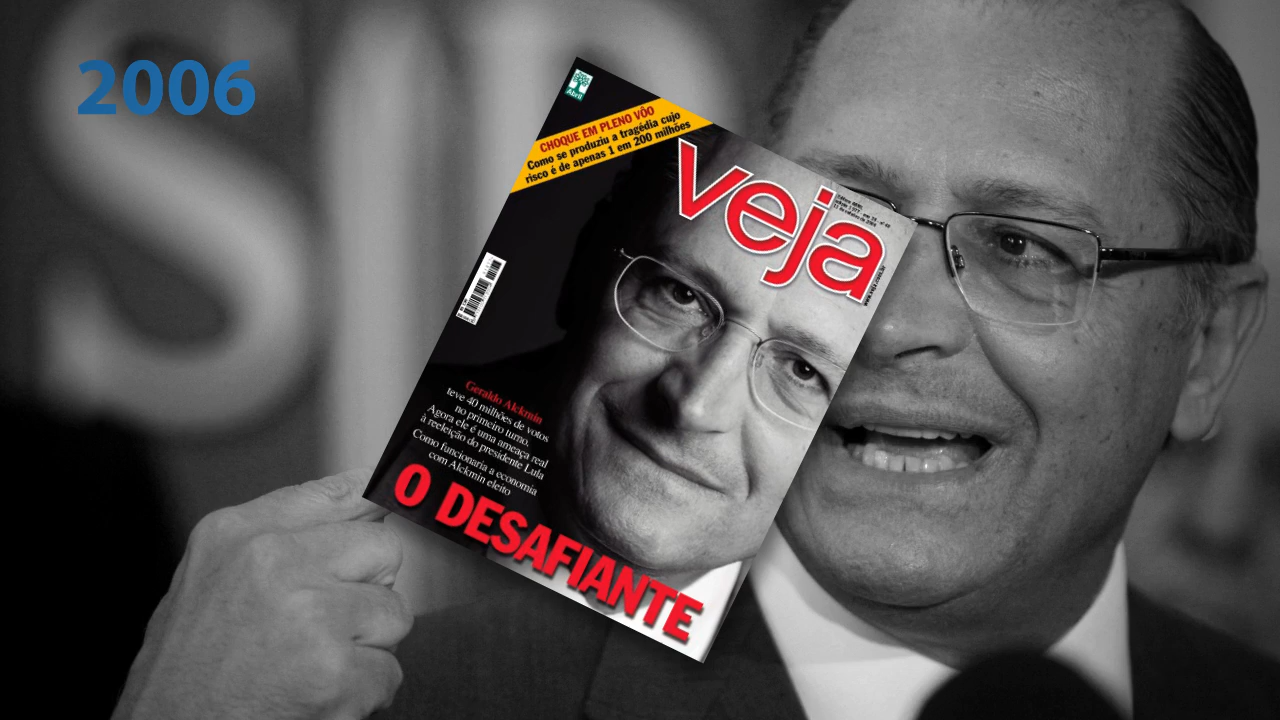 2006
Abril
CHOQUE EM PLENO VÔO
Como se produziu a tragédia cujo
risco é de apenas 1 em 200 milhões
veja
Geraldo Alckmin
teve 40 milhões de votos
no primeiro turno.
Agora ele é uma ameaça real
à reeleição do presidente Lula
Como funcionaria a economia
com Alckmin eleito
O DESAFIANTE